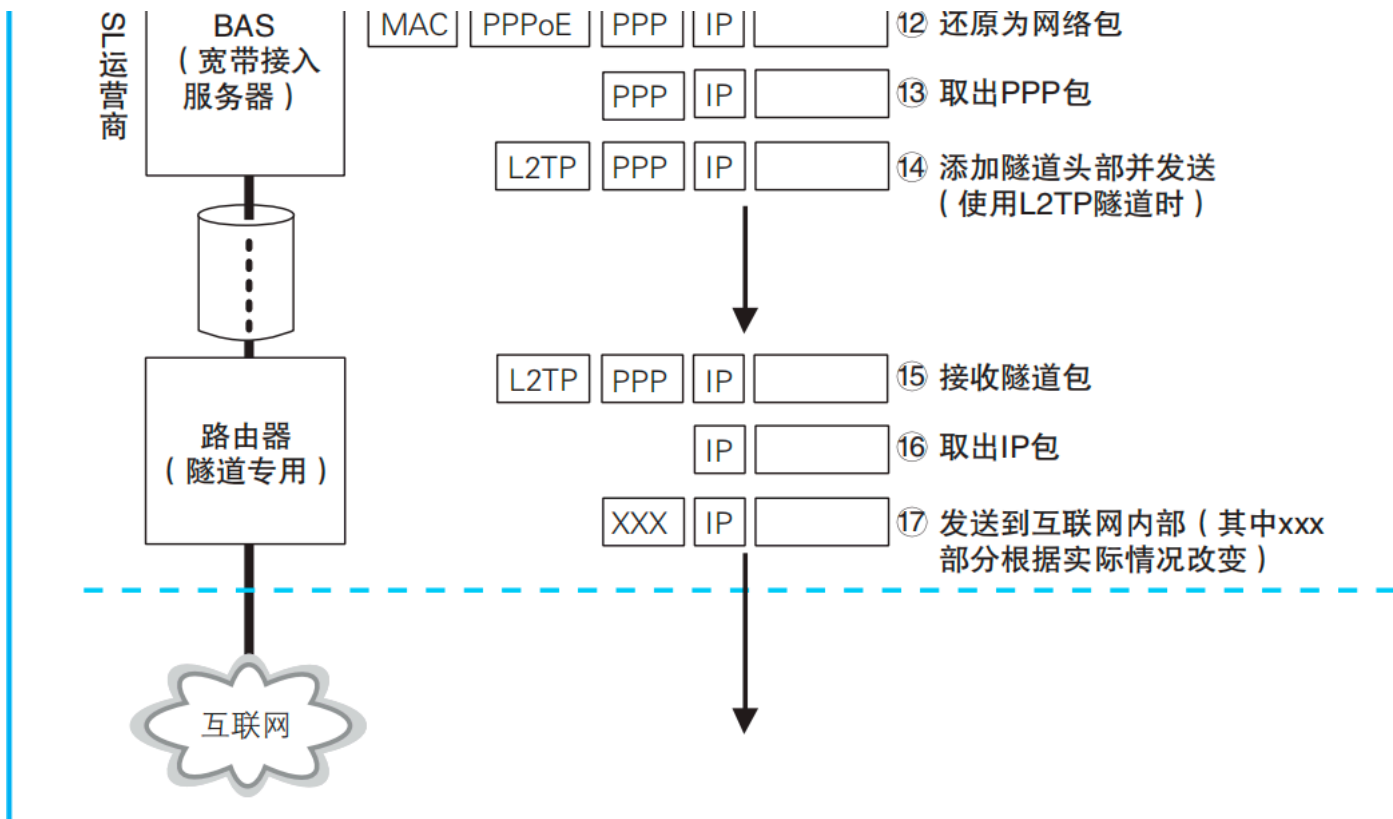 SL运营商
BAS
（宽带接入
服务器）
MAC PPPoE PPP IP ⑫ 还原为网络包
PPP IP ⑬ 取出PPP包
L2TP PPP IP ⑭ 添加隧道头部并发送
（使用L2TP隧道时）
L2TP PPP IP ⑮ 接收隧道包
路由器
（隧道专用）
IP ⑯ 取出IP包
XXX IP ⑰ 发送到互联网内部（其中xxx
部分根据实际情况改变）
互联网